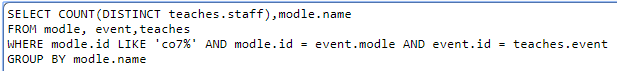 SELECT COUNT(DISTINCT teaches.staff),modle.name
FROM modle, event,teaches
WHERE modle.id LIKE 'co7%' AND modle.id = event.modle AND event.id = teaches.event
GROUP BY modle.name